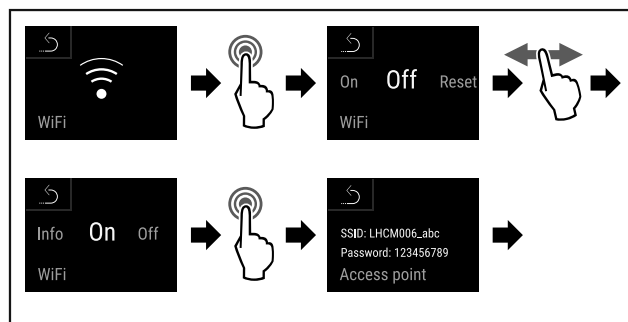 WiFi
On Off Reset
WiFi
Info On Off
WiFi
SSID: LHCM006_abc
Password: 123456789
Access point